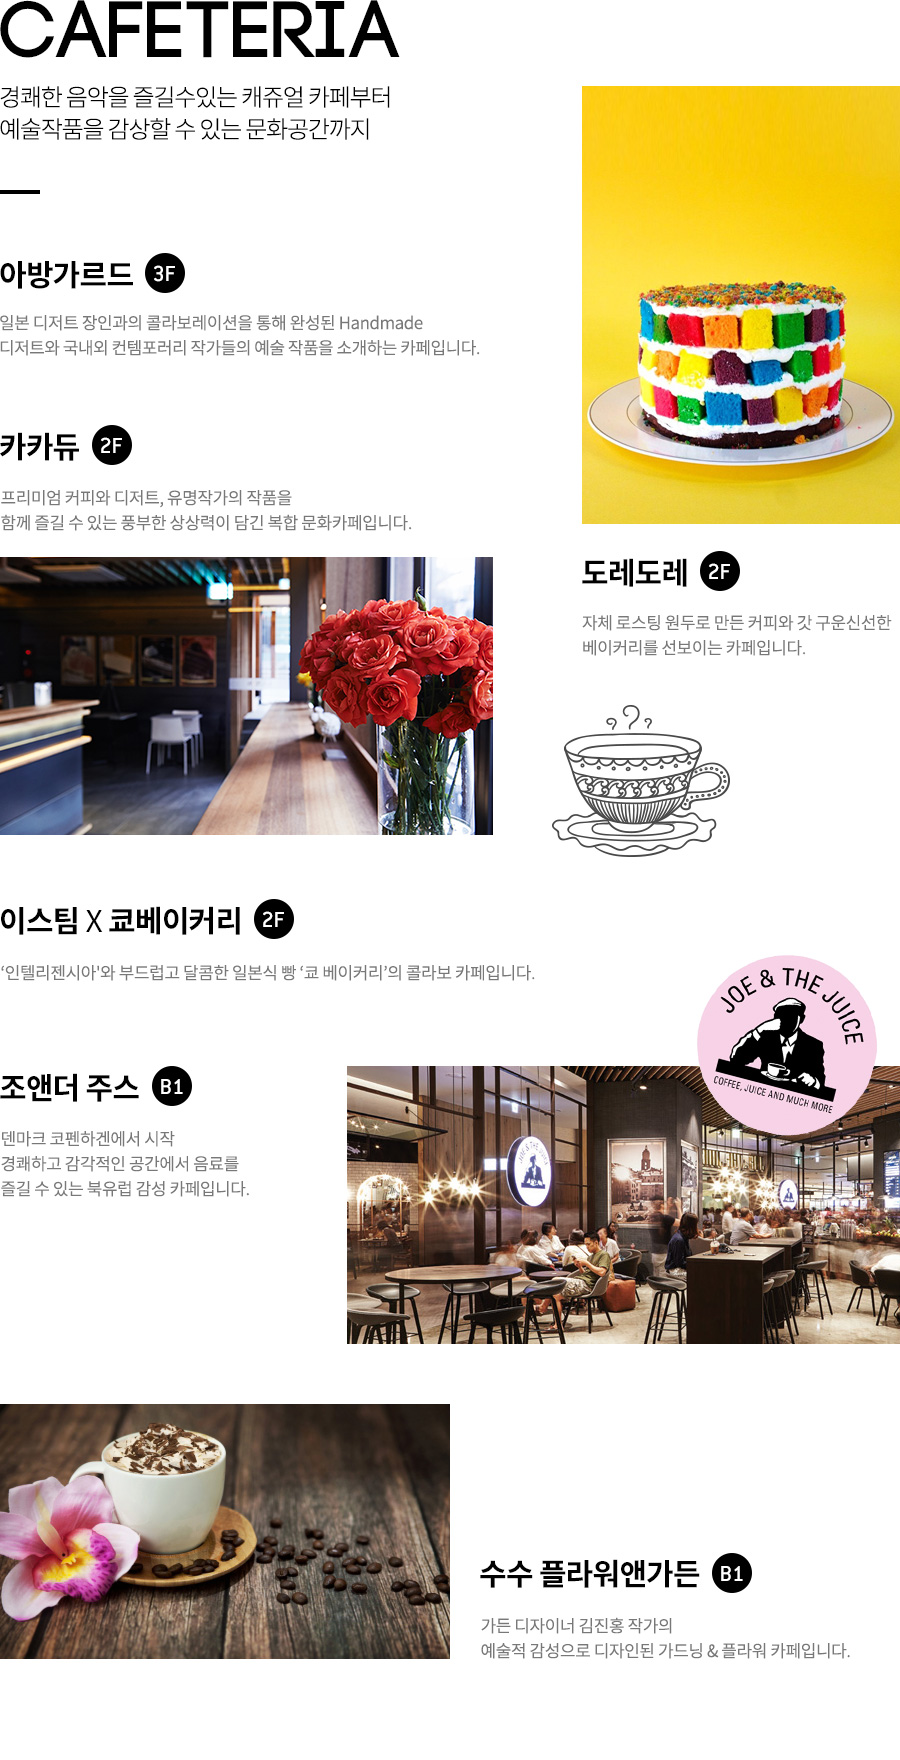 CAFETERIA
경쾌한 음악을 즐길수있는 캐쥬얼 카페부터
예술작품을 감상할 수 있는 문화공간까지
아방가르드 3F
일본 디저트 장인과의 콜라보레이션을 통해 완성된 Handmade
디저트와 국내외 컨템포러리 작가들의 예술 작품을 소개하는 카페입니다.
카카듀 2F
프리미엄 커피와 디저트, 유명작가의 작품을
함께 즐길 수 있는 풍부한 상상력이 담긴 복합 문화카페입니다.
도레도레 2F
자체 로스팅 원두로 만든 커피와 갓 구운신선한
베이커리를 선보이는 카페입니다.
이스팀 X 쿄베이커리 2F
‘인텔리젠시아'와 부드럽고 달콤한 일본식 빵 ‘쿄 베이커리’의 콜라보 카페입니다.
JOE & THE JUICE
COFFEE, JUICE AND MUCH MORE
조앤더 주스 B1
덴마크 코펜하겐에서 시작
경쾌하고 감각적인 공간에서 음료를
즐길 수 있는 북유럽 감성 카페입니다.
JOE & THE JUICE
수수 플라워앤가든 B1
가든 디자이너 김진홍 작가의
예술적 감성으로 디자인된 가드닝 & 플라워 카페입니다.